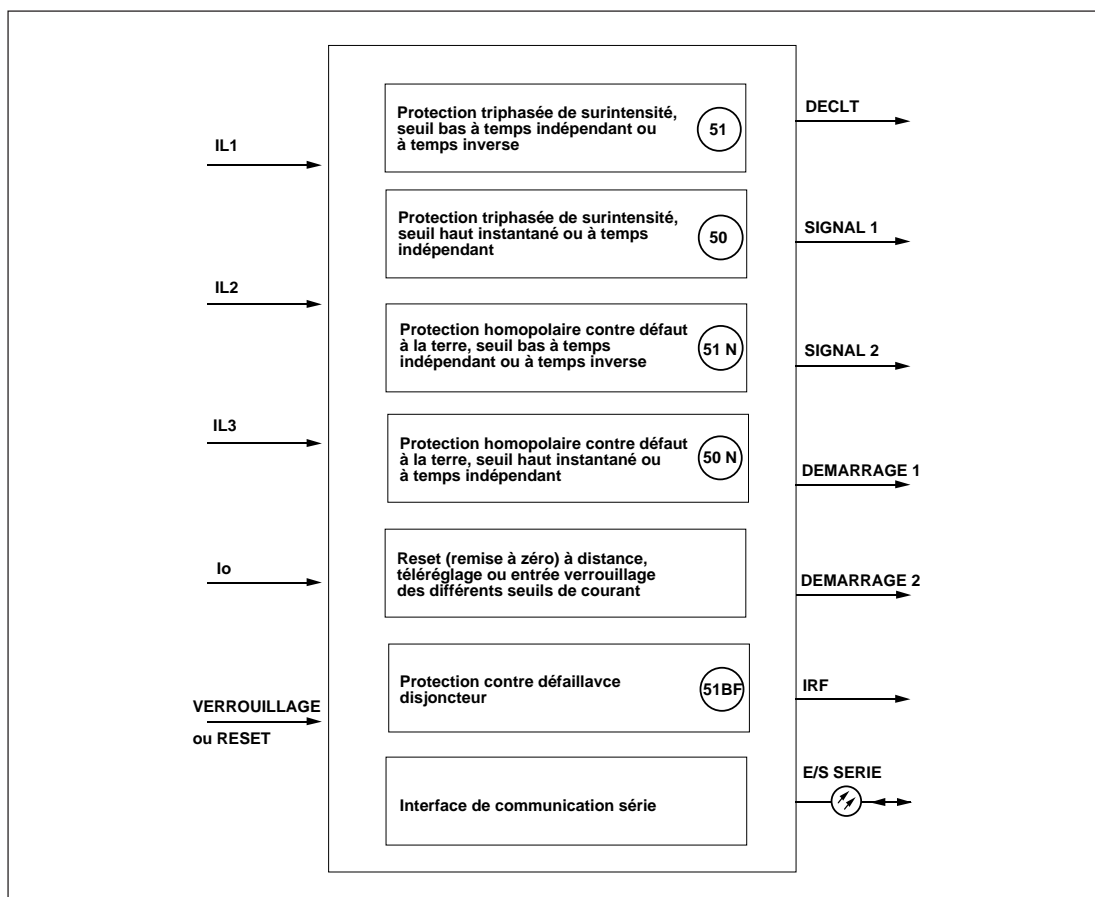 IL1
IL2
IL3
Io
VERROUILLAGE
ou RESET
Protection triphasée de surintensité,
seuil bas à temps indépendant ou
à temps inverse
51
Protection triphasée de surintensité,
seuil haut instantané ou à temps
indépendant
50
Protection homopolaire contre défaut
à la terre, seuil bas à temps
indépendant ou à temps inverse
51 N
Protection homopolaire contre défaut
à la terre, seuil haut instantané ou
à temps indépendant
50 N
Reset (remise à zéro) à distance,
téléréglage ou entrée verrouillage
des différents seuils de courant
Protection contre défaillavce
disjoncteur
51BF
Interface de communication série
DECLT
SIGNAL 1
SIGNAL 2
DEMARRAGE 1
DEMARRAGE 2
IRF
E/S SERIE